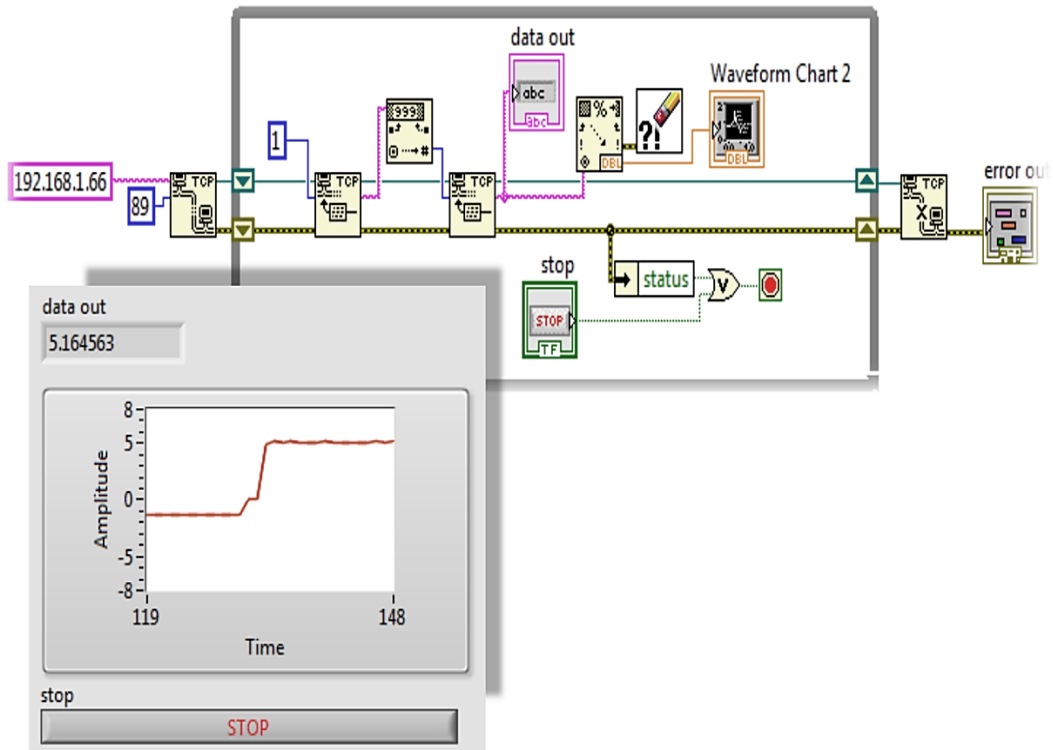 data out
Waveform Chart 2
abc
abc
999
%
?!
DBL
DBL
1
192.168.1.66
89
TCP
TCP
TCP
TCP
error out
stop
status
V
STOP
TF
data out
5.164563
8
5
0
-5
-8
Amplitude
119
148
Time
stop
STOP